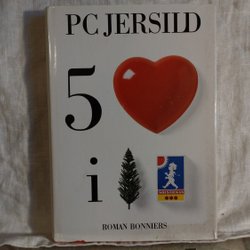 PC JERSILD
5
i
ROMAN BONNIERS